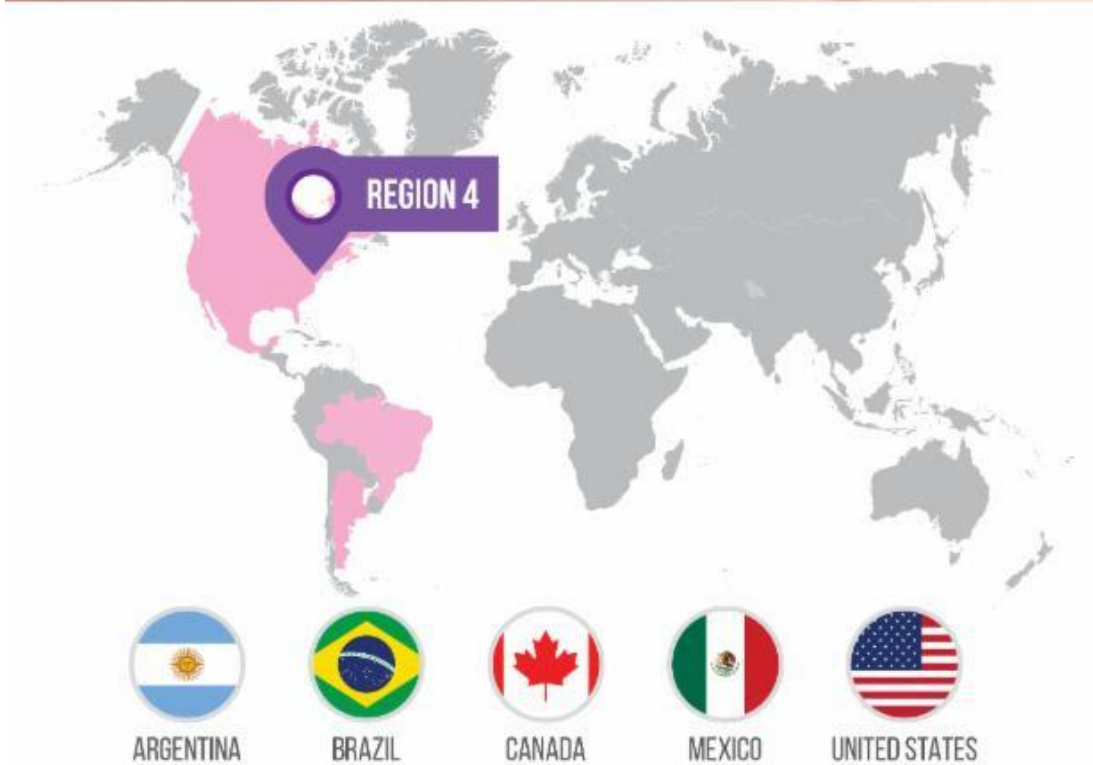 REGION 4
ARGENTINA
BRAZIL
CANADA
MEXICO
UNITED STATES